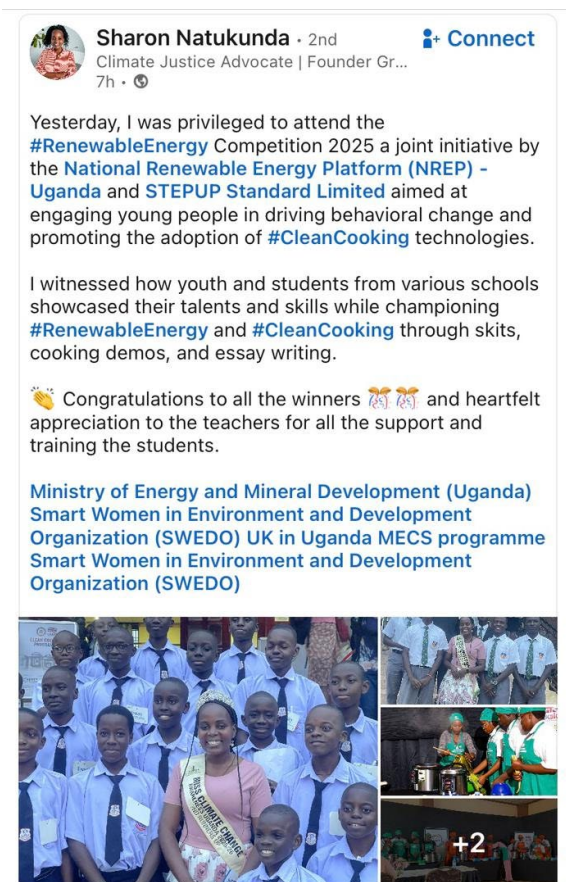 Sharon Natukunda · 2nd
Connect
Climate Justice Advocate | Founder Gr...
7h ·
Yesterday, I was privileged to attend the
#RenewableEnergy Competition 2025 a joint initiative by
the National Renewable Energy Platform (NREP) -
Uganda and STEPUP Standard Limited aimed at
engaging young people in driving behavioral change and
promoting the adoption of #CleanCooking technologies.
I witnessed how youth and students from various schools
showcased their talents and skills while championing
#RenewableEnergy and #CleanCooking through skits,
cooking demos, and essay writing.
👏 Congratulations to all the winners 🎊 🎊 and heartfelt
appreciation to the teachers for all the support and
training the students.
Ministry of Energy and Mineral Development (Uganda)
Smart Women in Environment and Development
Organization (SWEDO) UK in Uganda MECS programme
Smart Women in Environment and Development
Organization (SWEDO)
MISS CLIMATE CHANGE
+2